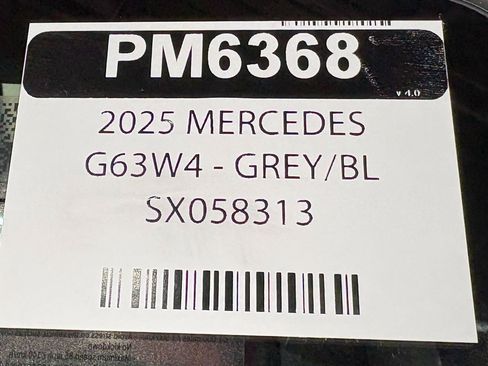 PM6368
v 4.0
2025 MERCEDES
G63W4 - GREY/BL
SX058313